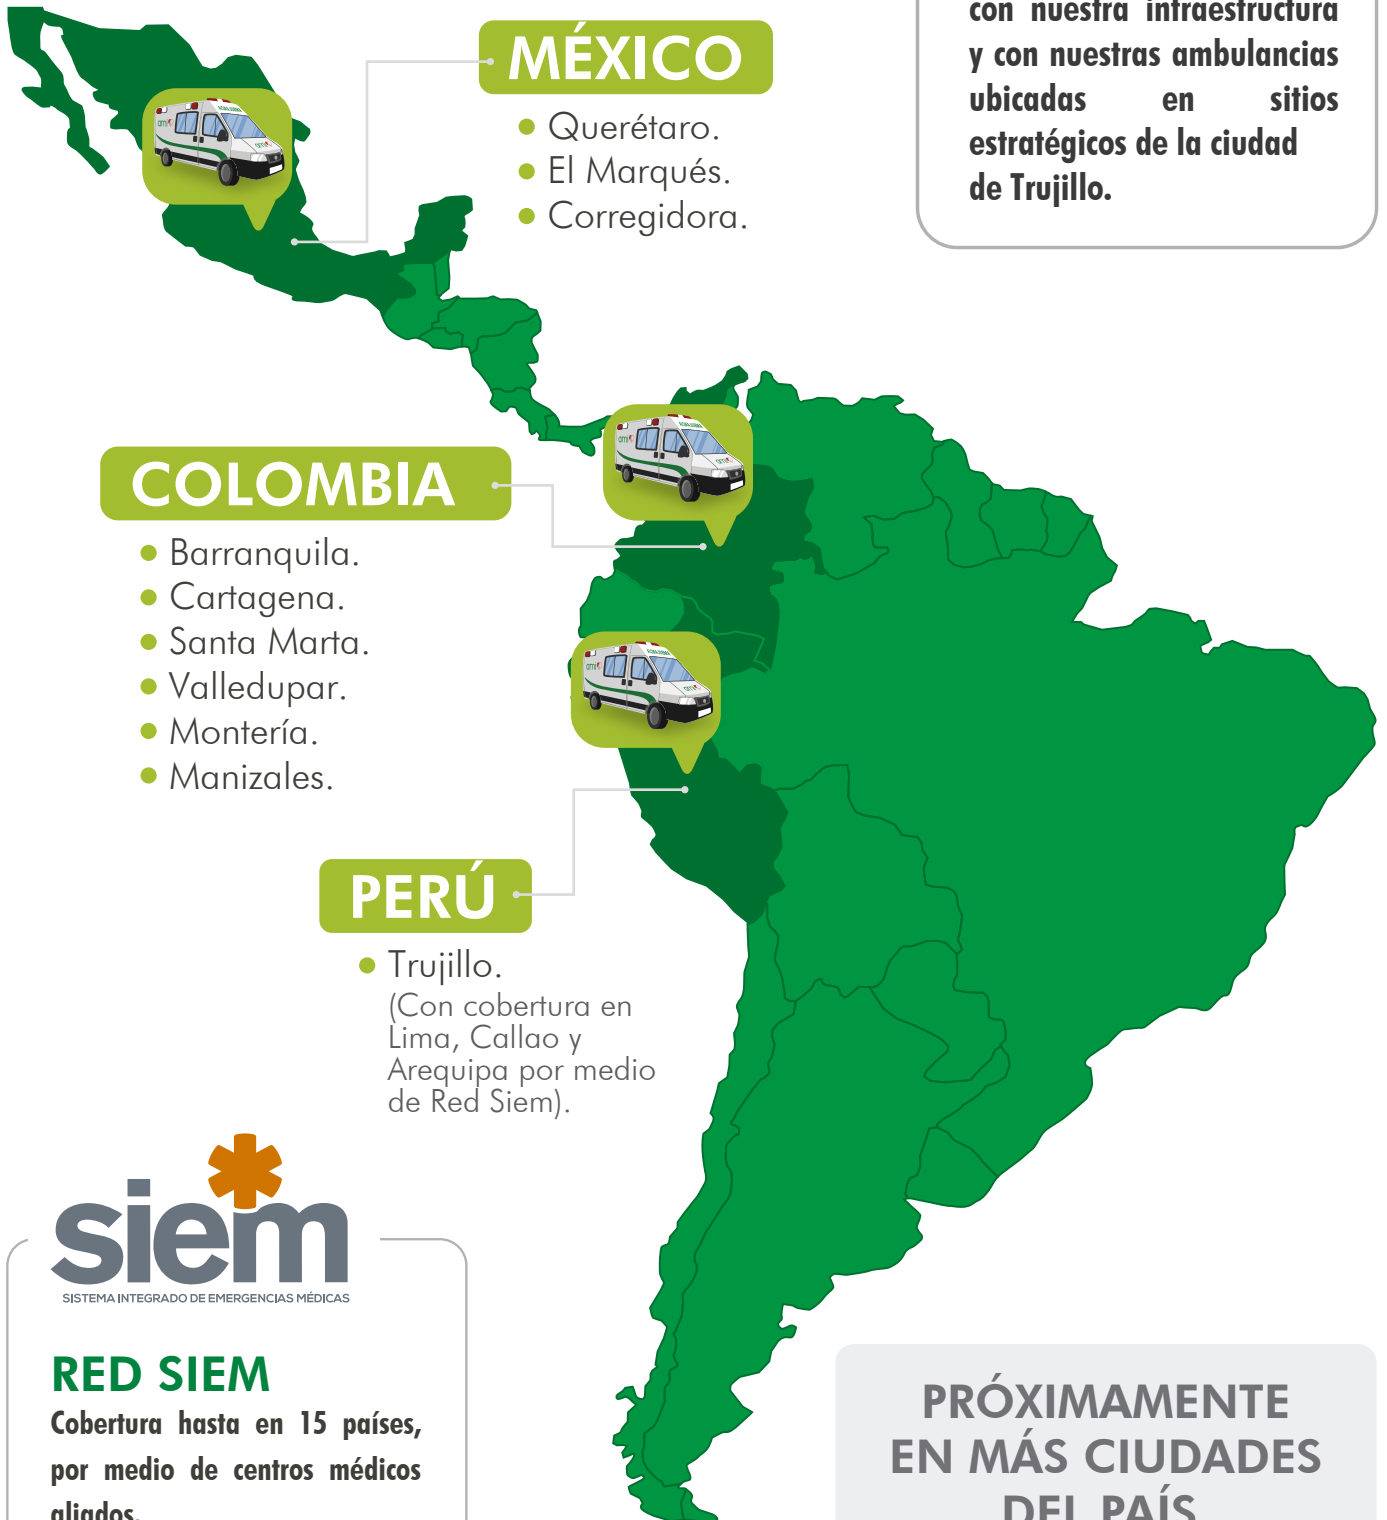 con nuestra infraestructura
y con nuestras ambulancias
ubicadas en sitios
estratégicos de la ciudad
de Trujillo.
MÉXICO
Querétaro.
El Marqués.
Corregidora.
COLOMBIA
Barranquila.
Cartagena.
Santa Marta.
Valledupar.
Montería.
Manizales.
PERÚ
Trujillo.
(Con cobertura en
Lima, Callao y
Arequipa por medio
de Red Siem).
siem
SISTEMA INTEGRADO DE EMERGENCIAS MÉDICAS
RED SIEM
Cobertura hasta en 15 países,
por medio de centros médicos
aliados.
PRÓXIMAMENTE
EN MÁS CIUDADES
DEL PAÍS